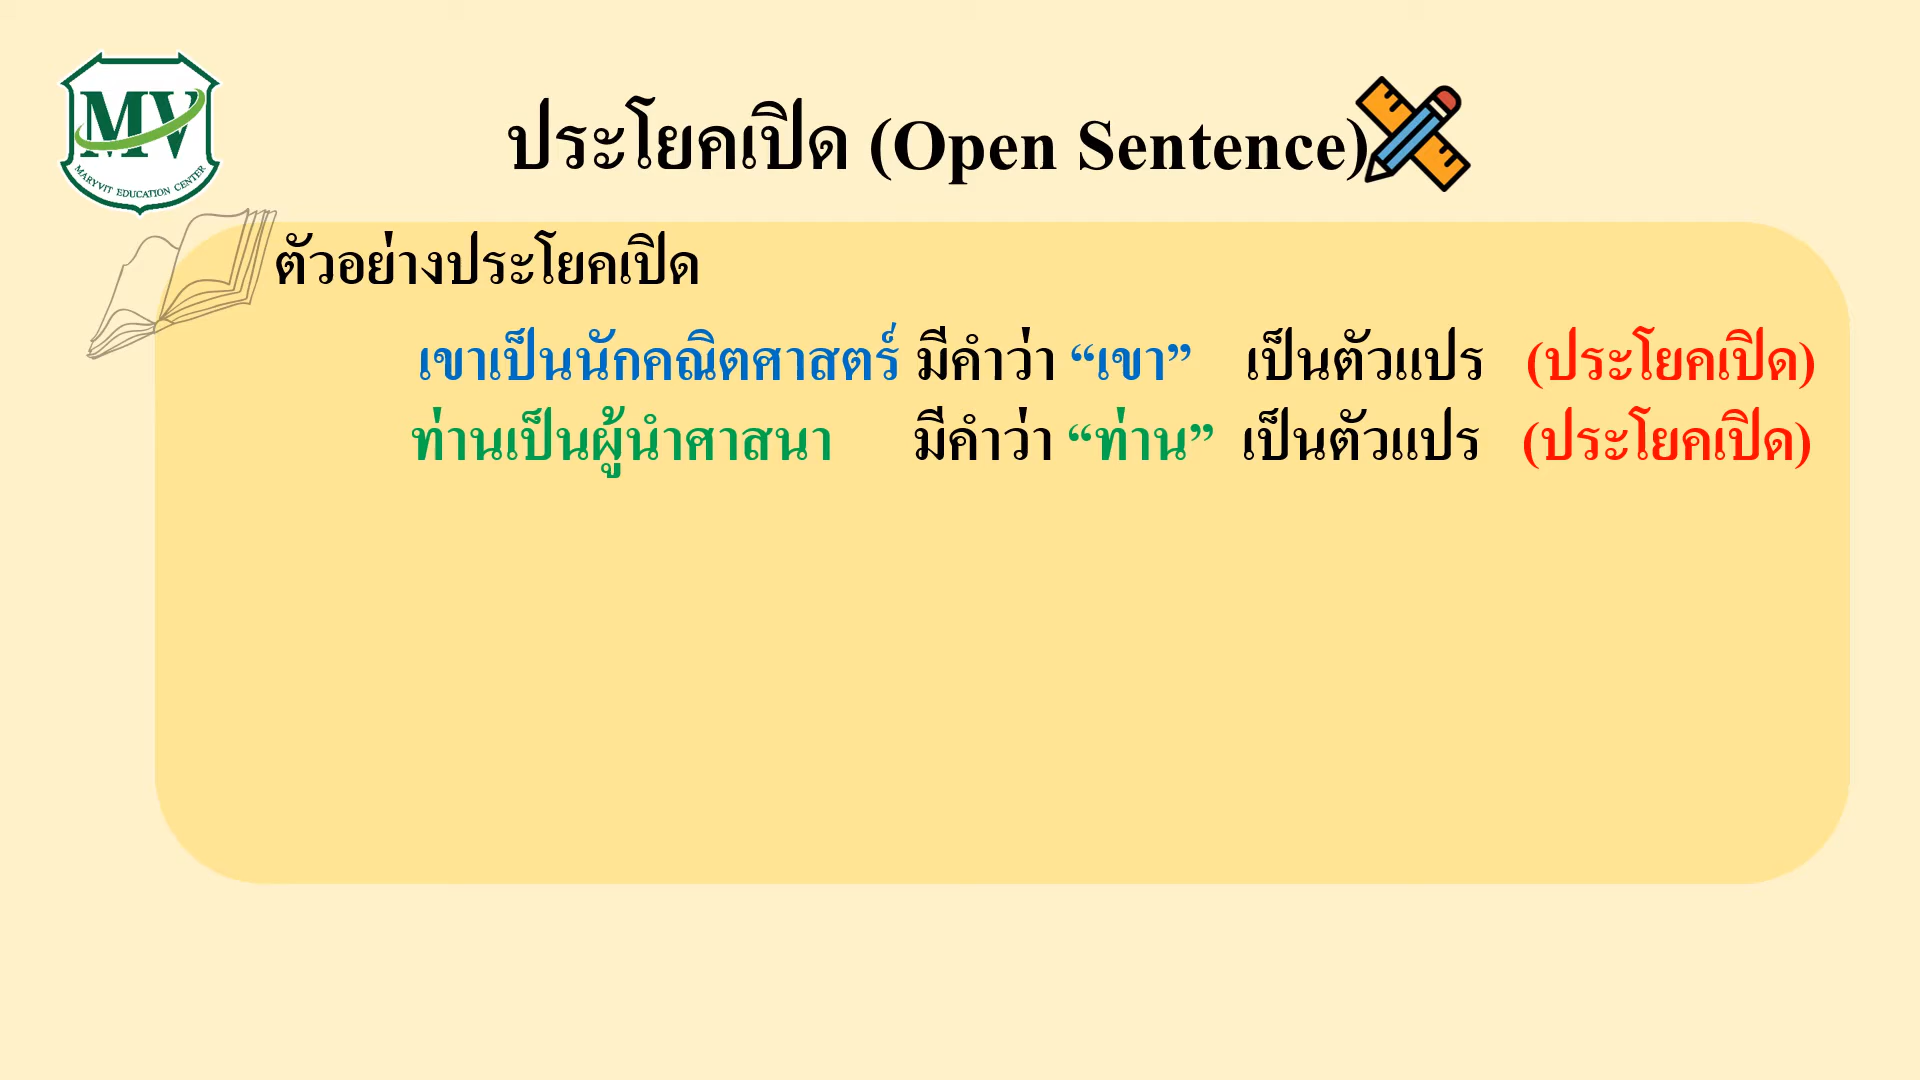 MV
MARYVIT EDUCATION CENTER
ประโยคเปิด (Open Sentence)
ตัวอย่างประโยคเปิด
เขาเป็นนักคณิตศาสตร์ มีคำว่า “เขา” เป็นตัวแปร (ประโยคเปิด)
ท่านเป็นผู้นำศาสนา มีคำว่า “ท่าน” เป็นตัวแปร (ประโยคเปิด)